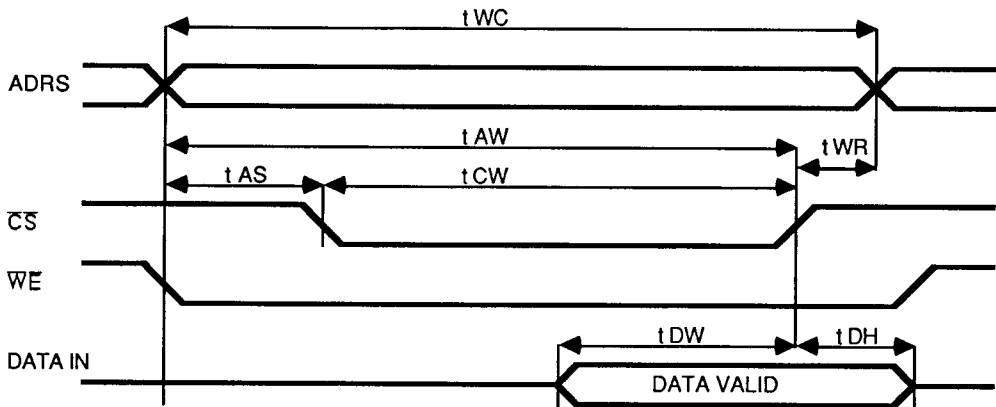 t WC
ADRS
t AW
t WR
t AS
t CW
CS
WE
t DW
t DH
DATA IN
DATA VALID